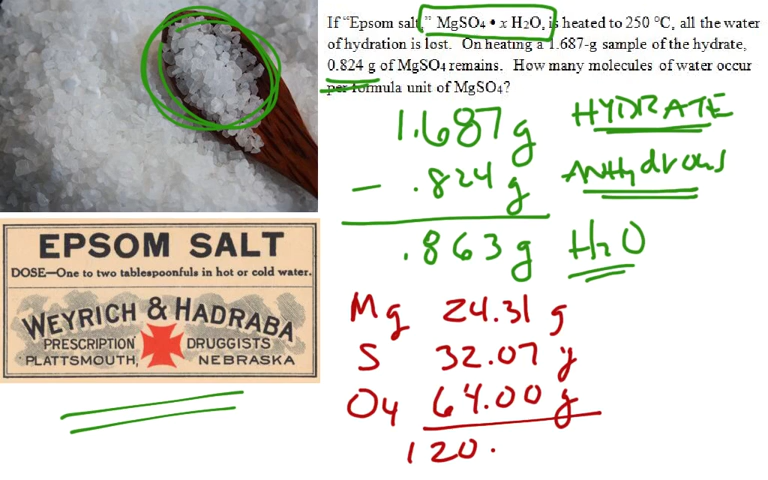 If “Epsom salt,” MgSO4 • x H2O, is heated to 250 °C, all the water
of hydration is lost. On heating a 1.687-g sample of the hydrate,
0.824 g of MgSO4 remains. How many molecules of water occur
per formula unit of MgSO4?
1.687 g HYDRATE
- .824 g ANHydrous
.863 g H2O
EPSOM SALT
DOSE—One to two tablespoonfuls in hot or cold water.
WEYRICH & HADRABA
PRESCRIPTION DRUGGISTS
PLATTSMOUTH, NEBRASKA
Mg 24.31 g
S 32.07 g
O4 64.00 g
120.